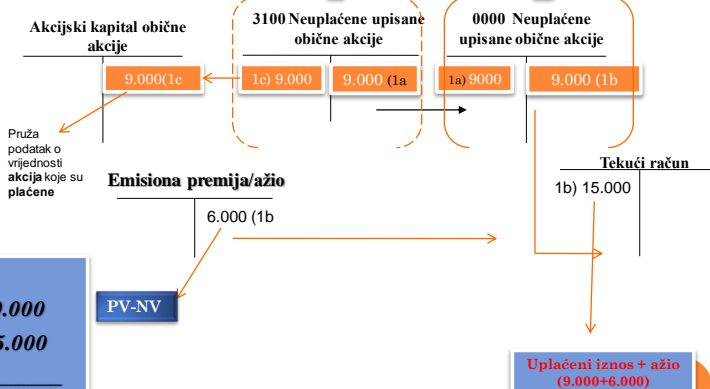 Akcijski kapital obične
akcije
3100 Neuplaćene upisane
obične akcije
0000 Neuplaćene
upisane obične akcije
9.000(1c
1c) 9.000
9.000 (1a
1a) 9000
9.000 (1b
Pruža
podatak o
vrijednosti
akcija koje su
plaćene
Emisiona premija/ažio
6.000 (1b
Tekući račun
1b) 15.000
PV-NV
Uplaćeni iznos + ažio
(9.000+6.000)